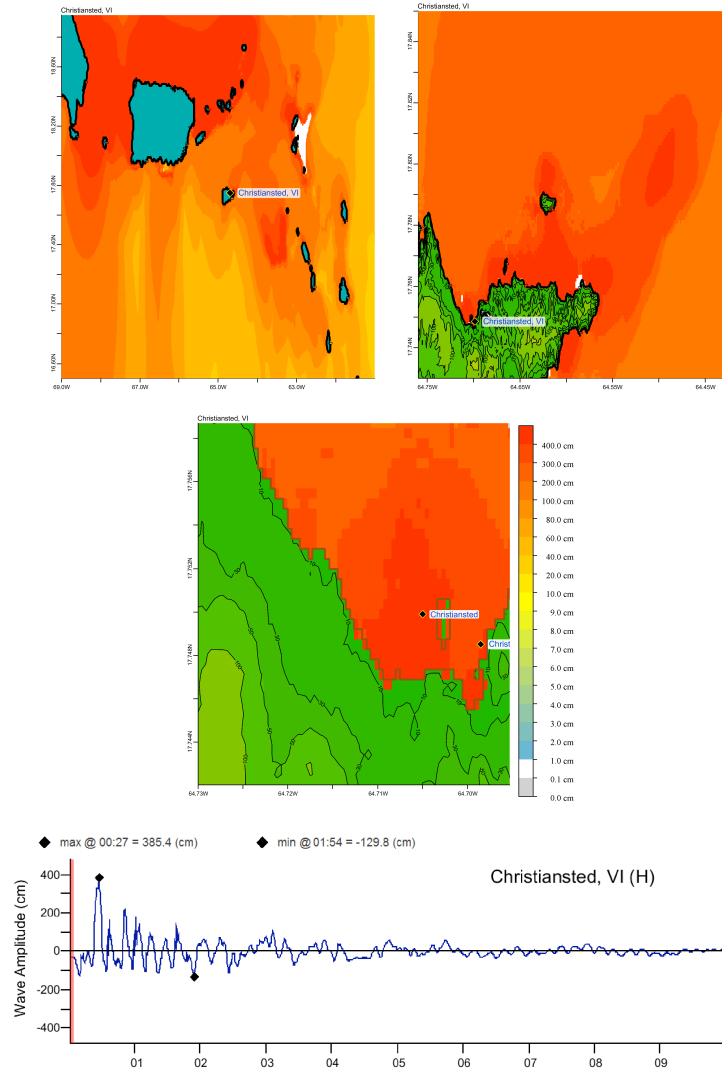 Christiansted, VI
18.60N
18.20N
17.80N
17.40N
17.00N
16.60N
Christiansted, VI
69.0W
67.0W
65.0W
63.0W
Christiansted, VI
17.84N
17.82N
17.80N
17.78N
17.76N
17.74N
Christiansted, VI
64.75W
64.65W
64.55W
64.45W
Christiansted, VI
17.756N
17.752N
17.748N
17.744N
Christiansted
Christ
64.73W
64.72W
64.71W
64.70W
400.0 cm
300.0 cm
200.0 cm
100.0 cm
80.0 cm
60.0 cm
40.0 cm
20.0 cm
10.0 cm
9.0 cm
8.0 cm
7.0 cm
6.0 cm
5.0 cm
4.0 cm
3.0 cm
2.0 cm
1.0 cm
0.1 cm
0.0 cm
max @ 00:27 = 385.4 (cm)
min @ 01:54 = -129.8 (cm)
Christiansted, VI (H)
Wave Amplitude (cm)
400
200
0
-200
-400
01
02
03
04
05
06
07
08
09